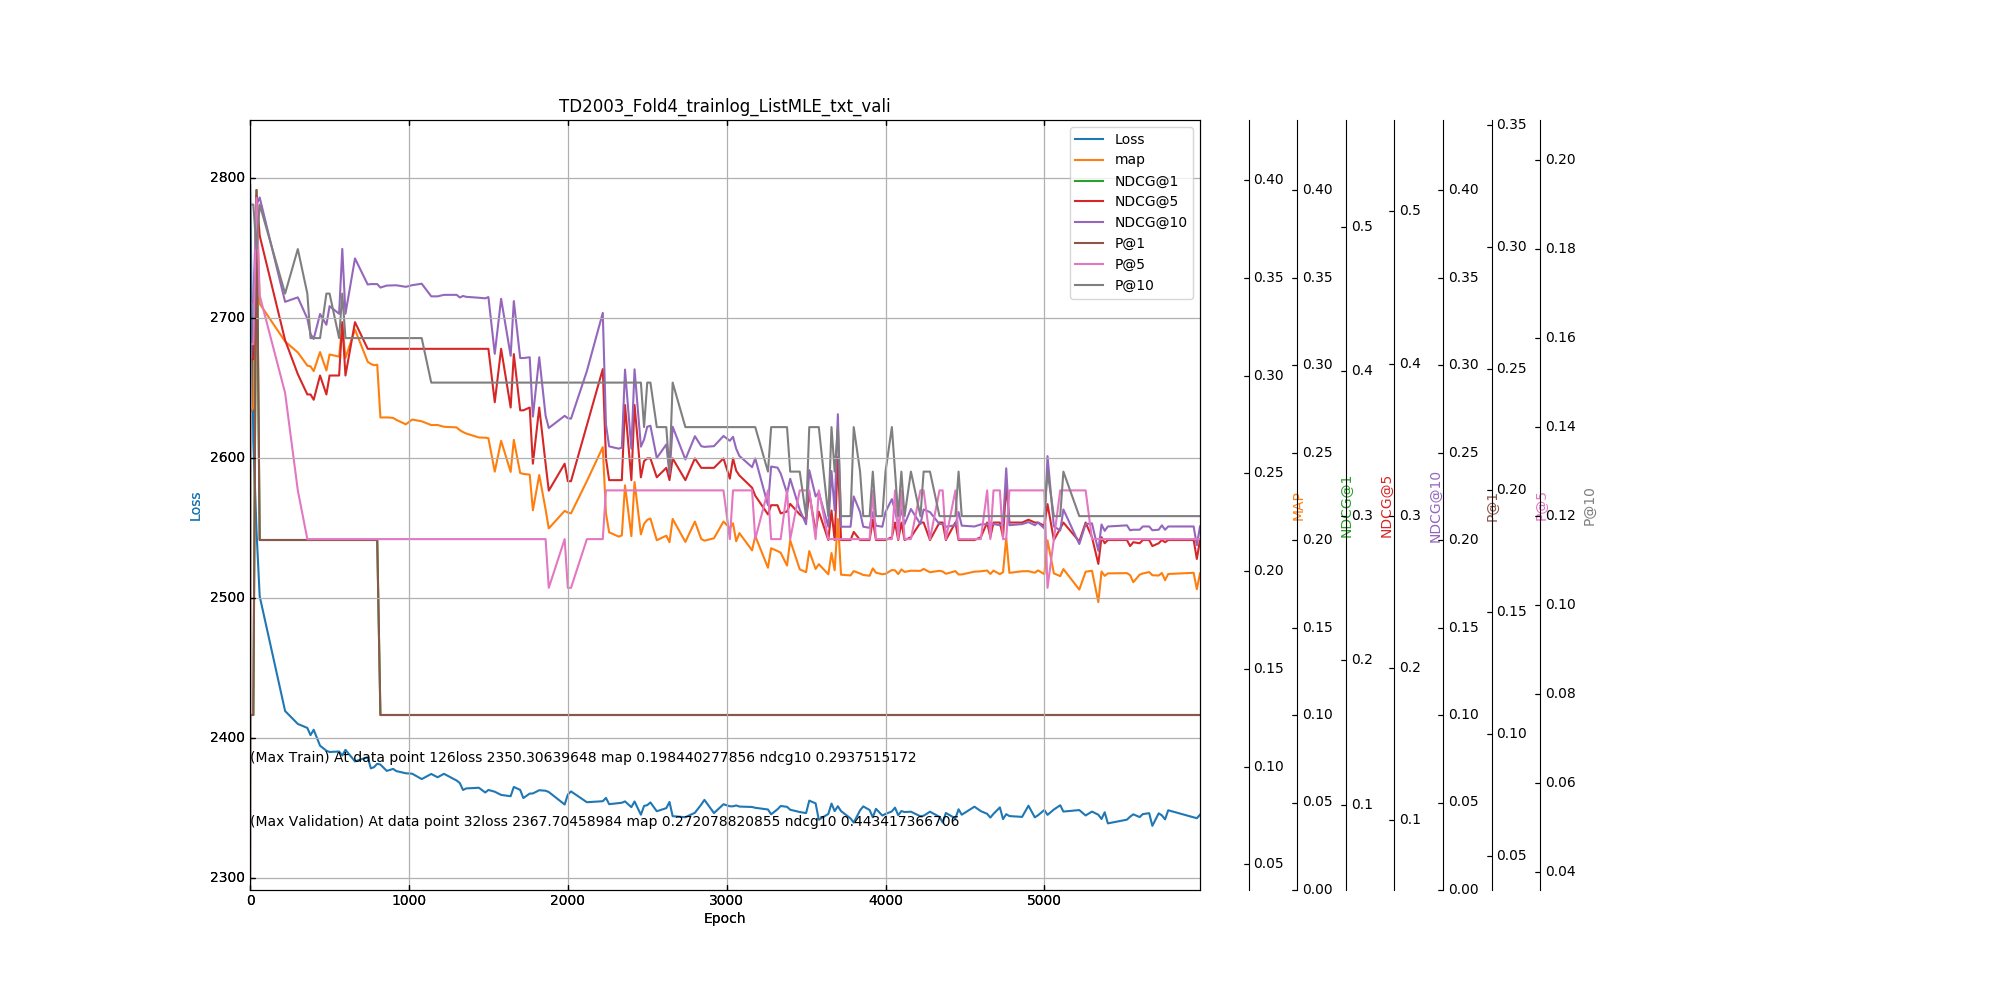 TD2003_Fold4_trainlog_ListMLE_txt_vali
Loss
map
NDCG@1
NDCG@5
NDCG@10
P@1
P@5
P@10
2800
2700
2600
2500
2400
2300
Loss
(Max Train) At data point 126loss 2350.30639648 map 0.198440277856 ndcg10 0.2937515172
(Max Validation) At data point 32loss 2367.70458984 map 0.272078820855 ndcg10 0.443417366706
0 1000 2000 3000 4000 5000
Epoch
0.40
0.35
0.30
0.25
0.20
0.15
0.10
0.05
MAP
0.40
0.35
0.30
0.25
0.20
0.15
0.10
0.05
0.00
NDCG@1
0.5
0.4
0.3
0.2
0.1
NDCG@5
0.5
0.4
0.3
0.2
0.1
NDCG@10
0.40
0.35
0.30
0.25
0.20
0.15
0.10
0.05
0.00
P@1
0.35
0.30
0.25
0.20
0.15
0.10
0.05
P@5
0.20
0.18
0.16
0.14
0.12
0.10
0.08
0.06
0.04
P@10